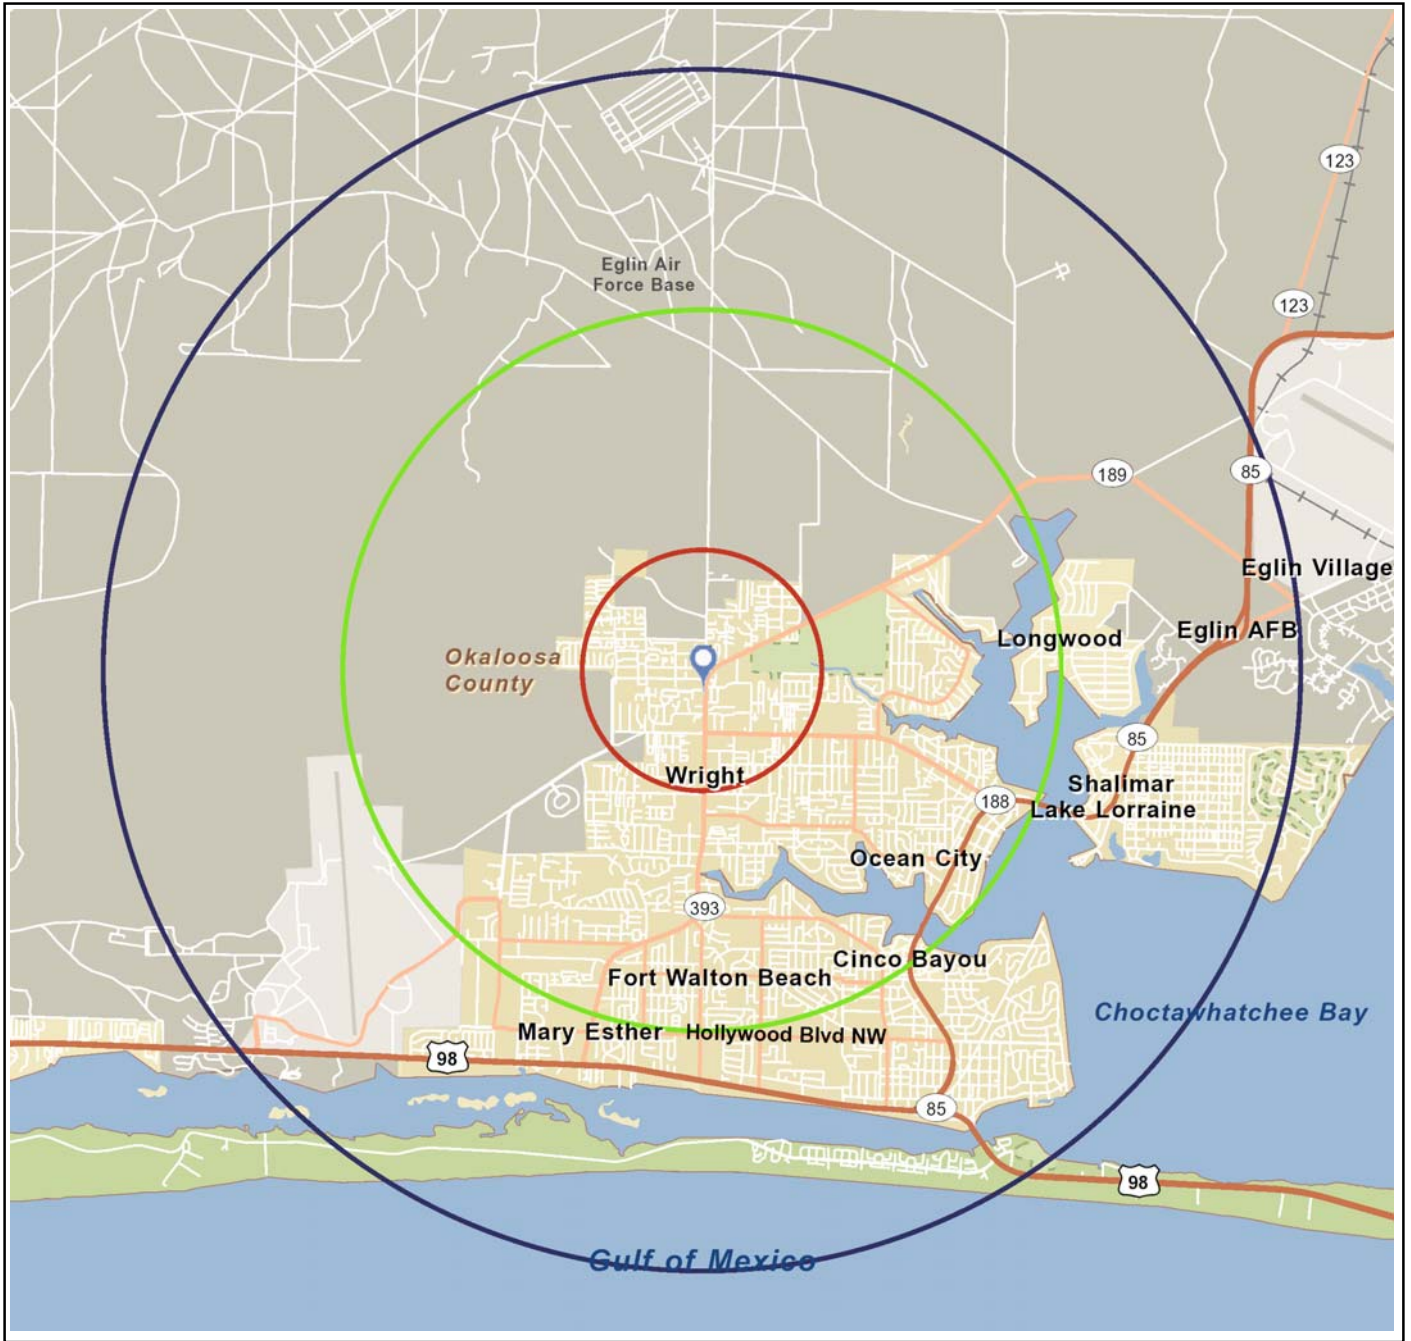 123
Eglin Air
Force Base
123
189
85
Eglin Village
Eglin AFB
Longwood
Okaloosa
County
85
Wright
Shalimar
188
Lake Lorraine
Ocean City
393
Cinco Bayou
Fort Walton Beach
Choctawhatchee Bay
Mary Esther
Hollywood Blvd NW
98
85
98
Gulf of Mexico